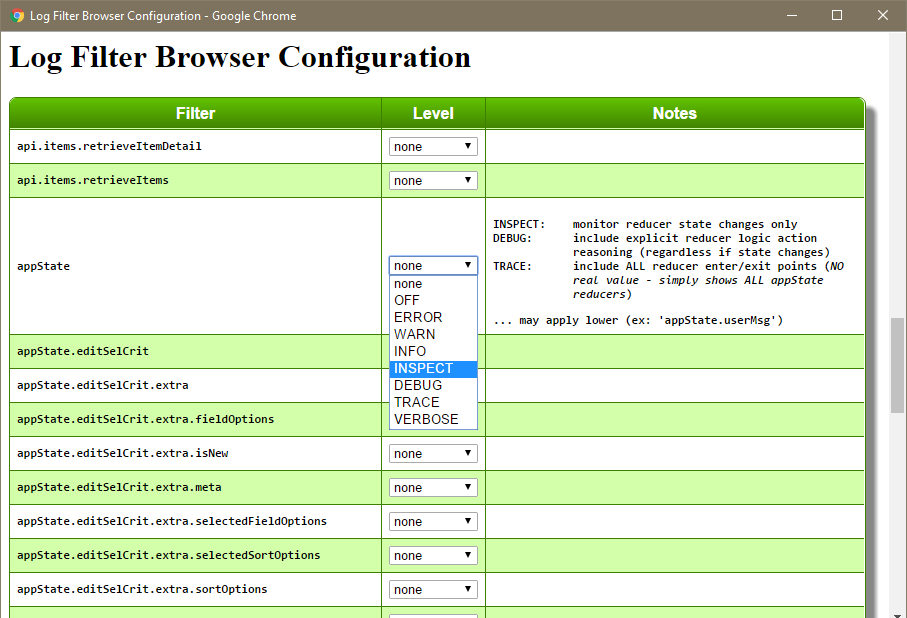 Log Filter Browser Configuration - Google Chrome
Log Filter Browser Configuration
Filter Level Notes
api.items.retrieveItemDetail none
api.items.retrieveItems none
appState none
INSPECT: monitor reducer state changes only
DEBUG: include explicit reducer logic action
reasoning (regardless if state changes)
TRACE: include ALL reducer enter/exit points (NO
real value - simply shows ALL appState
reducers)
... may apply lower (ex: 'appState.userMsg')
none
OFF
ERROR
WARN
INFO
INSPECT
DEBUG
TRACE
VERBOSE
appState.editSelCrit
appState.editSelCrit.extra
appState.editSelCrit.extra.fieldOptions
appState.editSelCrit.extra.isNew none
appState.editSelCrit.extra.meta none
appState.editSelCrit.extra.selectedFieldOptions none
appState.editSelCrit.extra.selectedSortOptions none
appState.editSelCrit.extra.sortOptions none